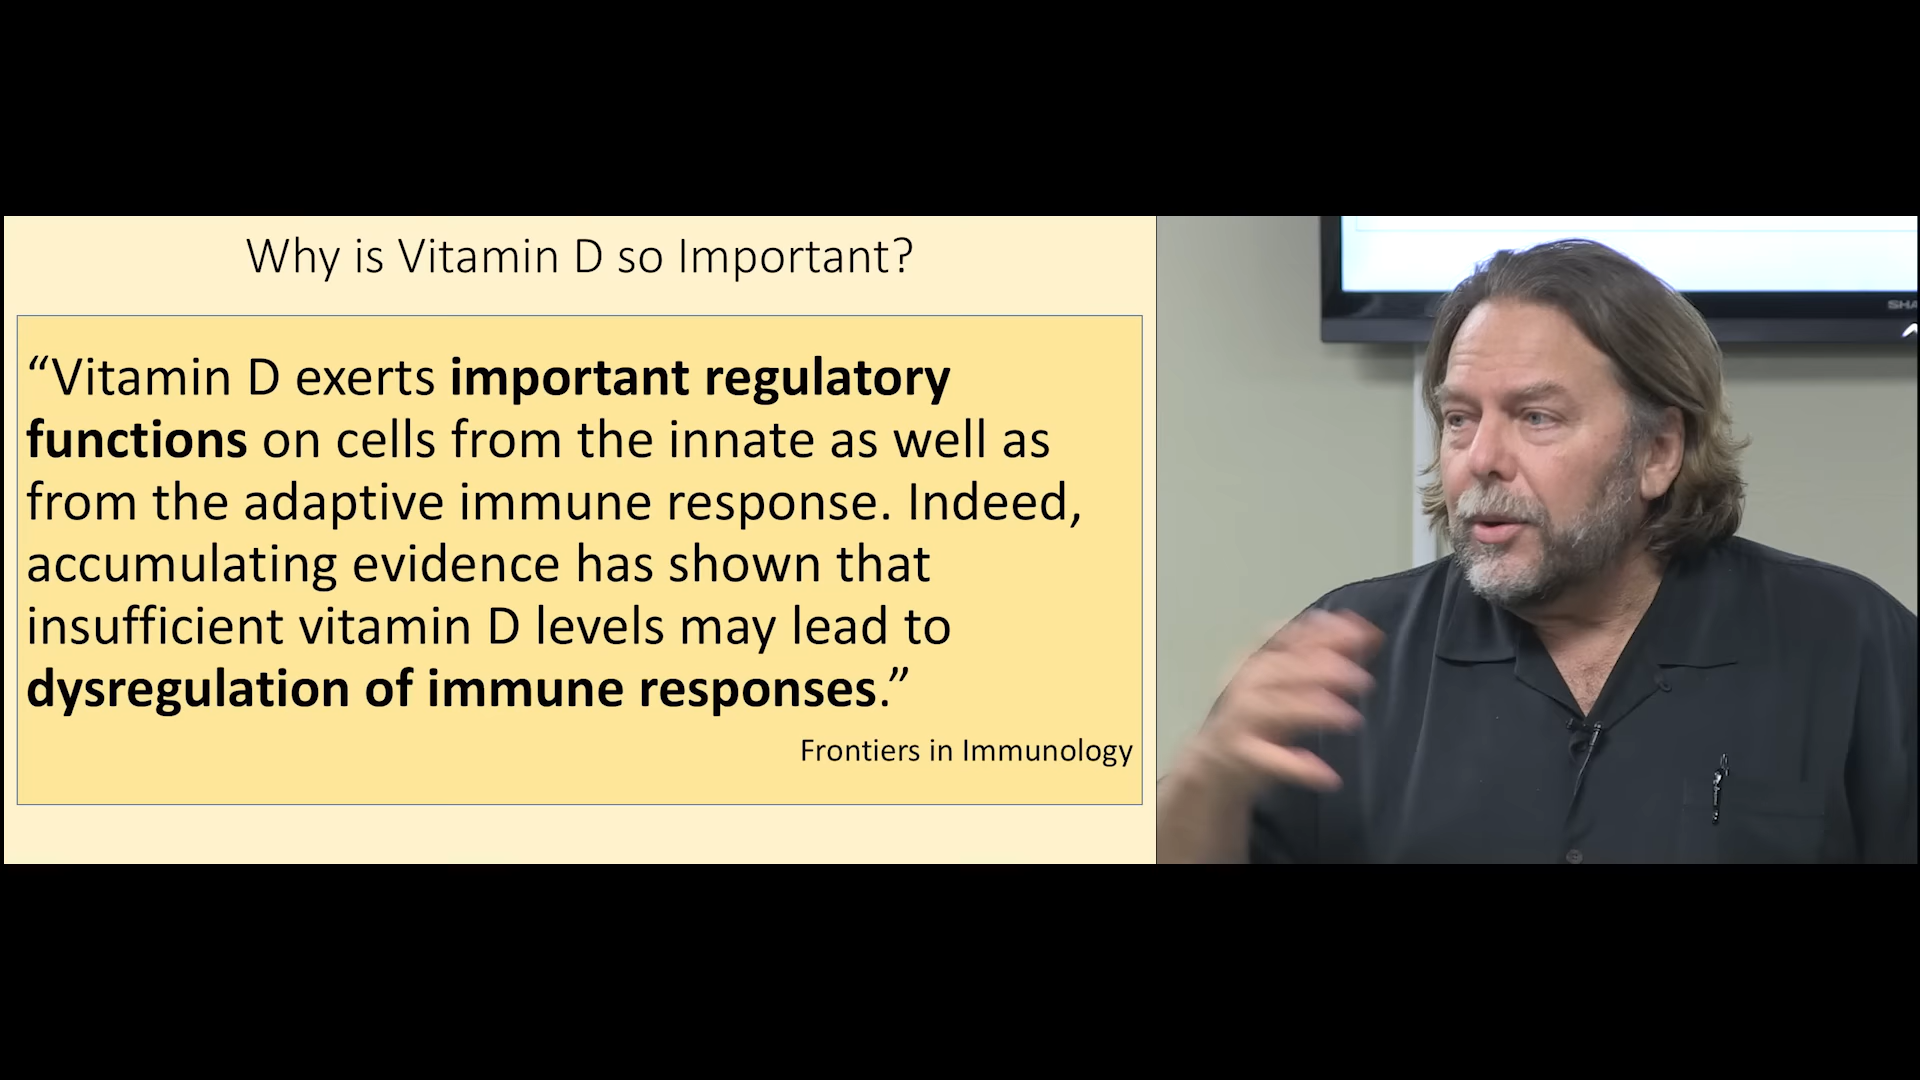 Why is Vitamin D so Important?
“Vitamin D exerts important regulatory
functions on cells from the innate as well as
from the adaptive immune response. Indeed,
accumulating evidence has shown that
insufficient vitamin D levels may lead to
dysregulation of immune responses.”
Frontiers in Immunology